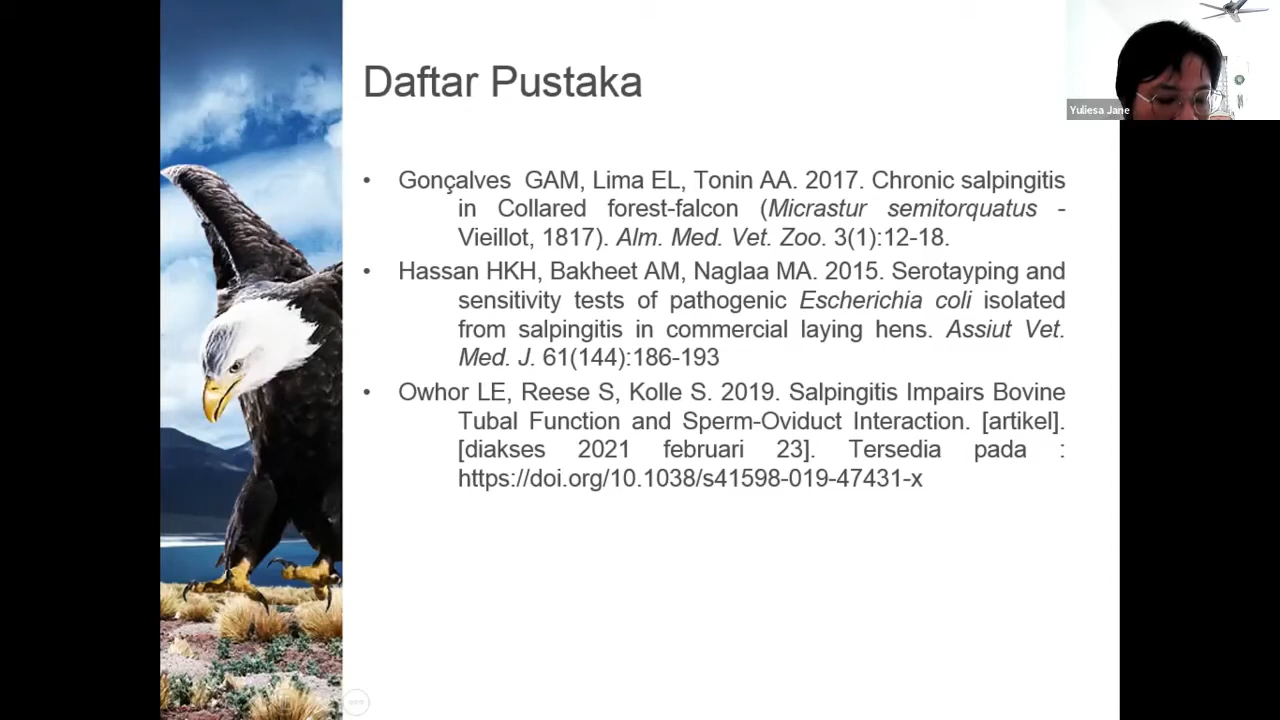 Daftar Pustaka
Yuliesa Jane
• Gonçalves GAM, Lima EL, Tonin AA. 2017. Chronic salpingitis
in Collared forest-falcon (Micrastur semitorquatus -
Vieillot, 1817). Alm. Med. Vet. Zoo. 3(1):12-18.
• Hassan HKH, Bakheet AM, Naglaa MA. 2015. Serotayping and
sensitivity tests of pathogenic Escherichia coli isolated
from salpingitis in commercial laying hens. Assiut Vet.
Med. J. 61(144):186-193
• Owhor LE, Reese S, Kolle S. 2019. Salpingitis Impairs Bovine
Tubal Function and Sperm-Oviduct Interaction. [artikel].
[diakses 2021 februari 23]. Tersedia pada :
https://doi.org/10.1038/s41598-019-47431-x